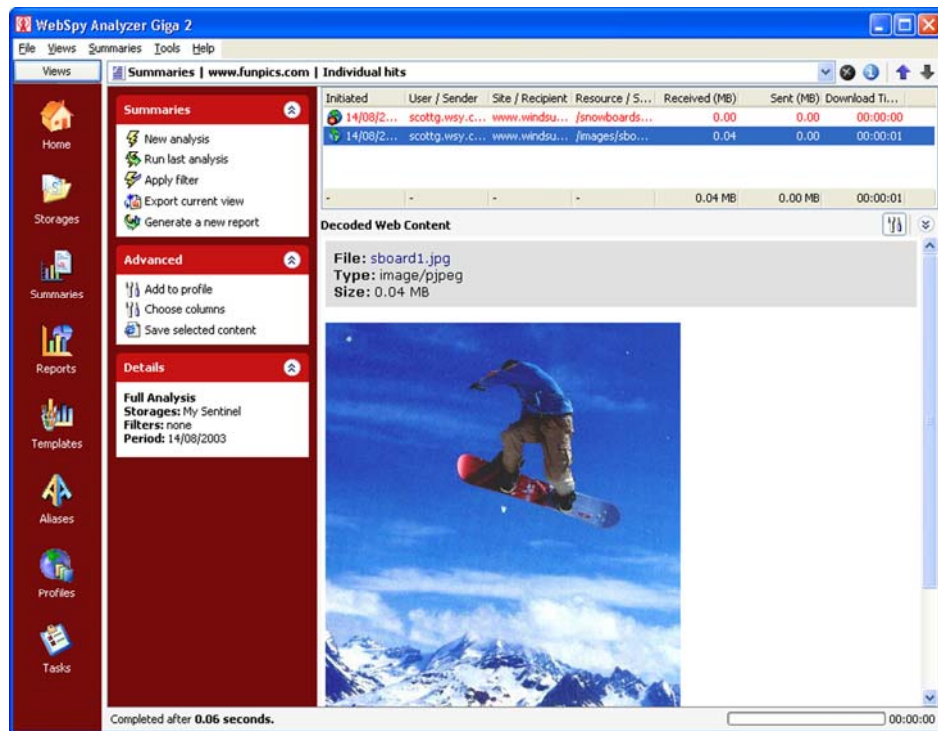 WebSpy Analyzer Giga 2
File Views Summaries Tools Help
Views
Summaries | www.funpics.com | Individual hits
Home
Storages
Summaries
Reports
Templates
Aliases
Profiles
Tasks
Summaries
New analysis
Run last analysis
Apply filter
Export current view
Generate a new report
Advanced
Add to profile
Choose columns
Save selected content
Details
Full Analysis
Storages: My Sentinel
Filters: none
Period: 14/08/2003
Initiated User / Sender Site / Recipient Resource / S... Received (MB) Sent (MB) Download Ti...
14/08/2... scottg.wsy.c... www.windsu... /snowboards... 0.00 0.00 00:00:00
14/08/2... scottg.wsy.c... www.windsu... /images/sbo... 0.04 0.00 00:00:01
- - - - 0.04 MB 0.00 MB 00:00:01
Decoded Web Content
File: sboard1.jpg
Type: image/pjpeg
Size: 0.04 MB
Completed after 0.06 seconds.
00:00:00